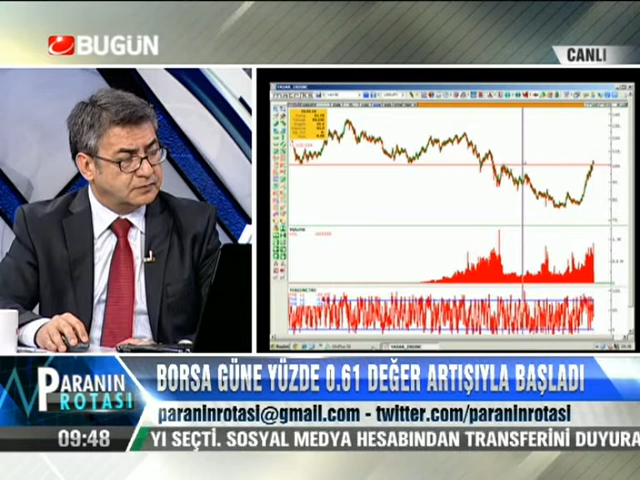 BUGÜN
CANLI
matriks
PARANIN
ROTASI
BORSA GÜNE YÜZDE 0.61 DEĞER ARTIŞIYLA BAŞLADI
paraninrotasi@gmail.com - twitter.com/paraninrotasi
09:48
YI SEÇTİ. SOSYAL MEDYA HESABINDAN TRANSFERİNİ DUYURA